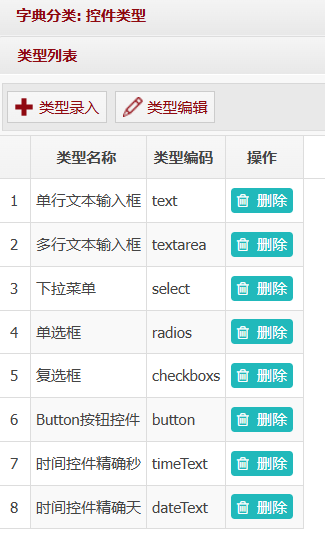 字典分类: 控件类型
类型列表
类型录入 类型编辑
类型名称 类型编码 操作
1 单行文本输入框 text 删除
2 多行文本输入框 textarea 删除
3 下拉菜单 select 删除
4 单选框 radios 删除
5 复选框 checkboxs 删除
6 Button按钮控件 button 删除
7 时间控件精确秒 timeText 删除
8 时间控件精确天 dateText 删除